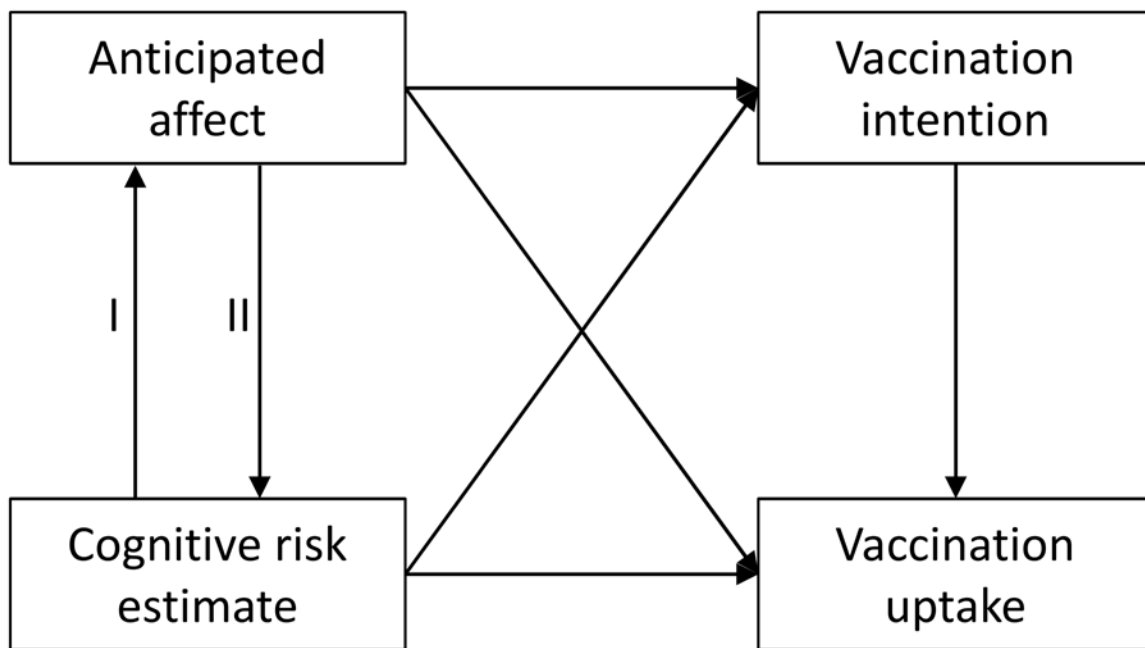 Anticipated
affect
Vaccination
intention
I
II
Cognitive risk
estimate
Vaccination
uptake